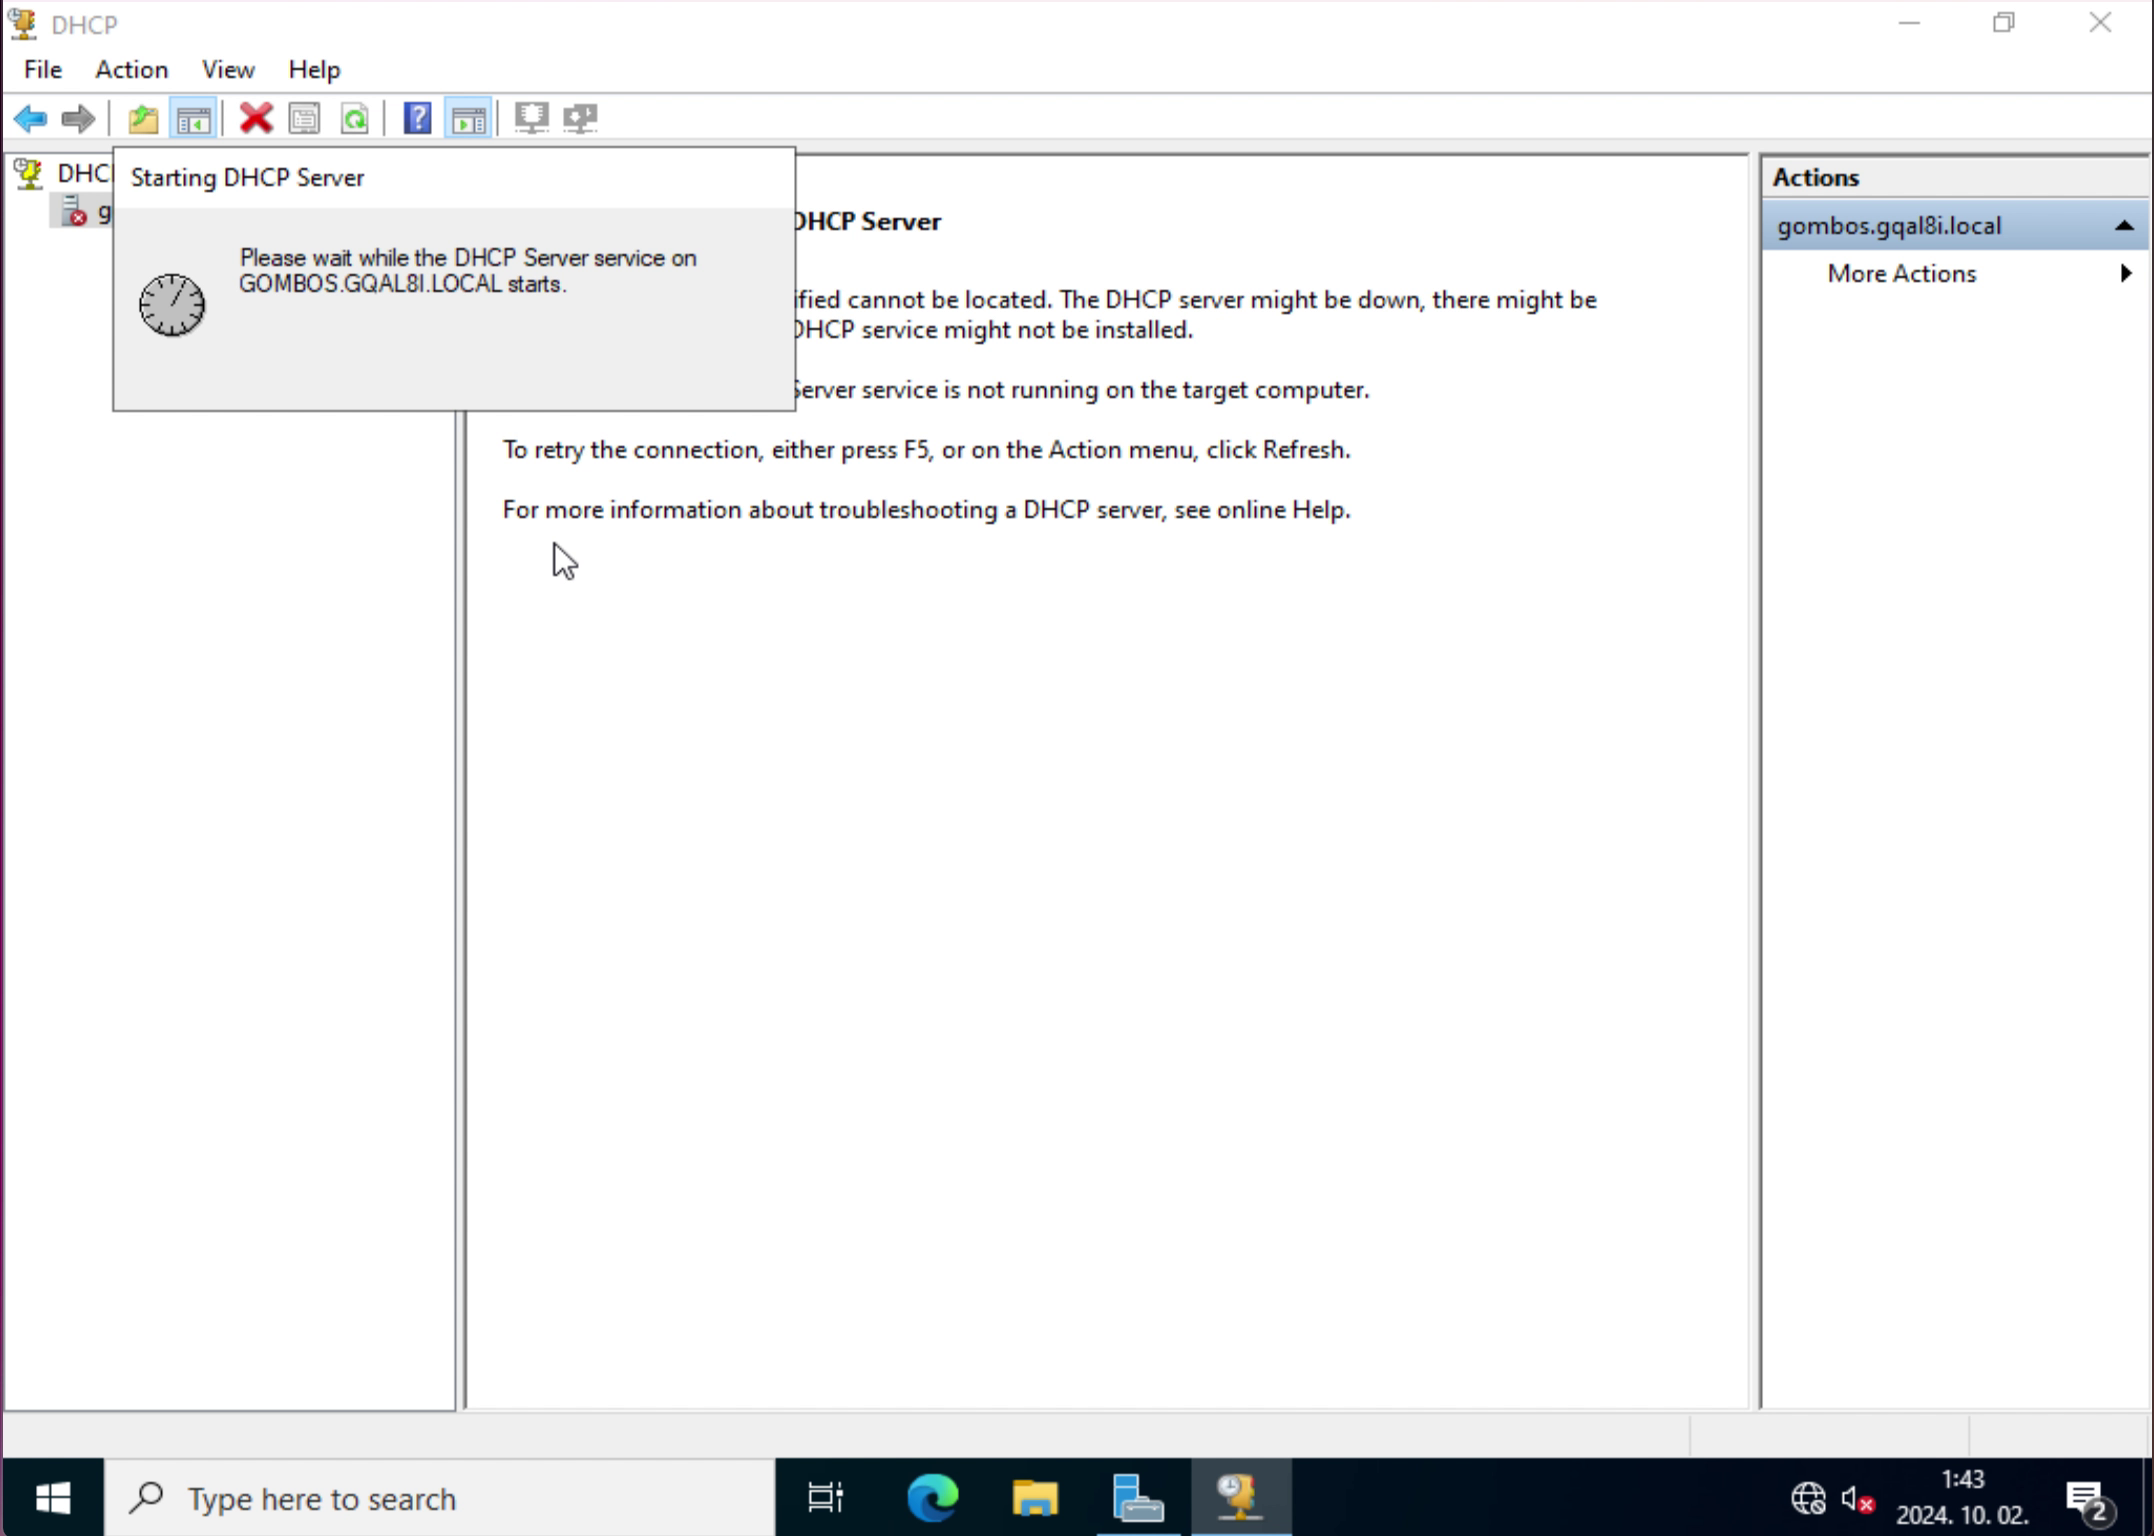 DHCP
File Action View Help
DHC
g
Starting DHCP Server
Please wait while the DHCP Server service on
GOMBOS.GQAL8I.LOCAL starts.
DHCP Server
ified cannot be located. The DHCP server might be down, there might be
DHCP service might not be installed.
Server service is not running on the target computer.
To retry the connection, either press F5, or on the Action menu, click Refresh.
For more information about troubleshooting a DHCP server, see online Help.
Actions
gombos.gqal8i.local
More Actions
Type here to search
1:43
2024. 10. 02.
2